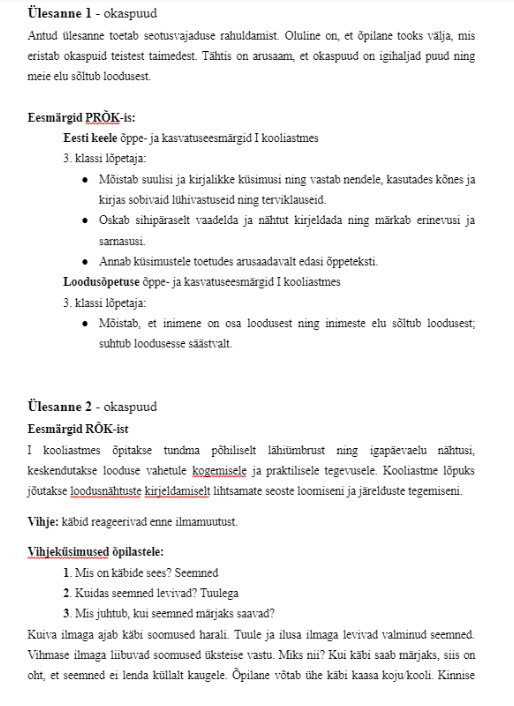 Ülesanne 1 - okaspuud
Antud ülesanne toetab seotusvajaduse rahuldamist. Oluline on, et õpilane tooks välja, mis
eristab okaspuid teistest taimedest. Tähtis on arusaam, et okaspuud on igihaljad puud ning
meie elu sõltub loodusest.
Eesmärgid PRÕK-is:
Eesti keele õppe- ja kasvatuseesmärgid I kooliastmes
3. klassi lõpetaja:
● Mõistab suulisi ja kirjalikke küsimusi ning vastab nendele, kasutades kõnes ja
kirjas sobivaid lühivastuseid ning terviklauseid.
● Oskab sihipäraselt vaadelda ja nähtut kirjeldada ning märkab erinevusi ja
sarnasusi.
● Annab küsimustele toetudes arusaadavalt edasi õppeteksti.
Loodusõpetuse õppe- ja kasvatuseesmärgid I kooliastmes
3. klassi lõpetaja:
● Mõistab, et inimene on osa loodusest ning inimeste elu sõltub loodusest;
suhtub loodusesse säästvalt.
Ülesanne 2 - okaspuud
Eesmärgid RÕK-ist
I kooliastmes õpitakse tundma põhiliselt lähiümbrust ning igapäevaelu nähtusi,
keskendutakse looduse vahetule kogemisele ja praktilisele tegevusele. Kooliastme lõpuks
jõutakse loodusnähtuste kirjeldamiselt lihtsamate seoste loomiseni ja järelduste tegemiseni.
Vihje: käbid reageerivad enne ilmamuutust.
Vihjeküsimused õpilastele:
1. Mis on käbide sees? Seemned
2. Kuidas seemned levivad? Tuulega
3. Mis juhtub, kui seemned märjaks saavad?
Kuiva ilmaga ajab käbi soomused harali. Tuule ja ilusa ilmaga levivad valminud seemned.
Vihmase ilmaga liibuvad soomused üksteise vastu. Miks nii? Kui käbi saab märjaks, siis on
oht, et seemned ei lenda küllalt kaugele. Õpilane võtab ühe käbi kaasa koju/kooli. Kinnise